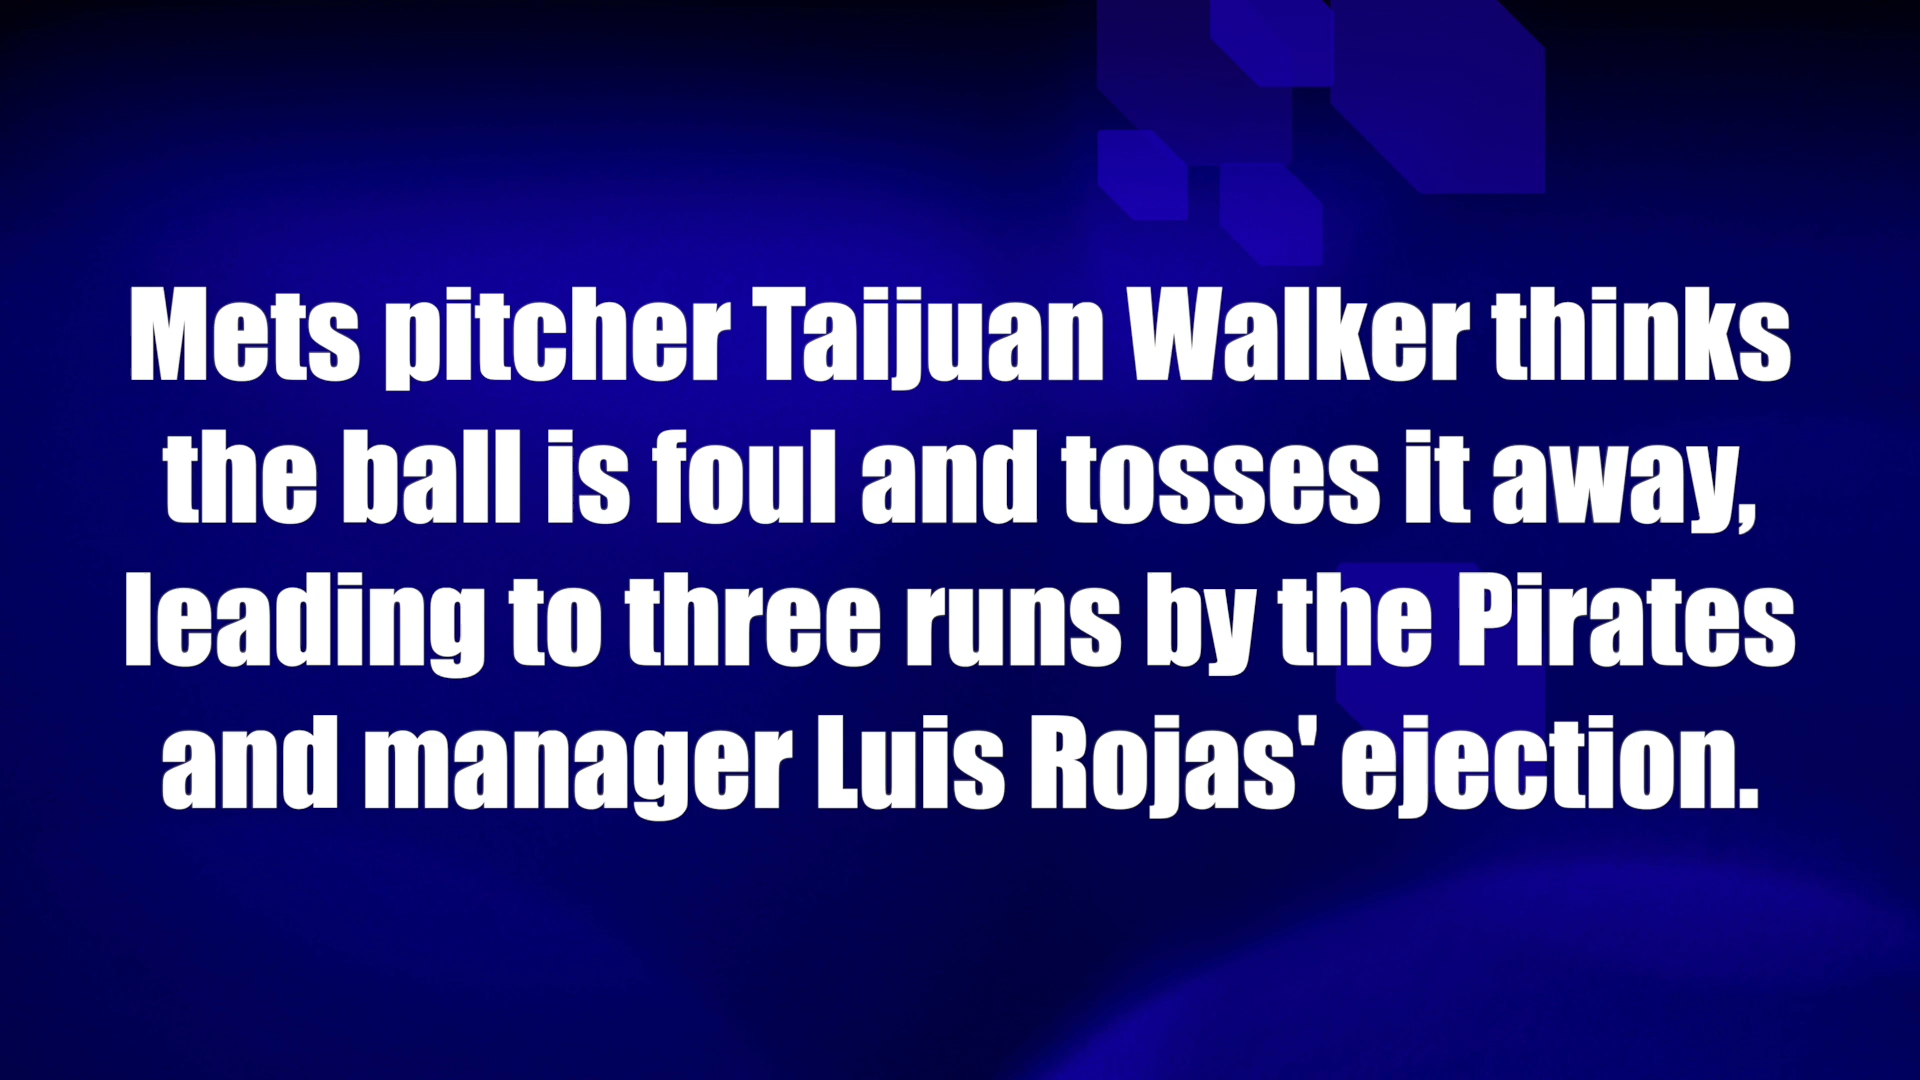 Mets pitcher Taijuan Walker thinks
the ball is foul and tosses it away,
leading to three runs by the Pirates
and manager Luis Rojas' ejection.